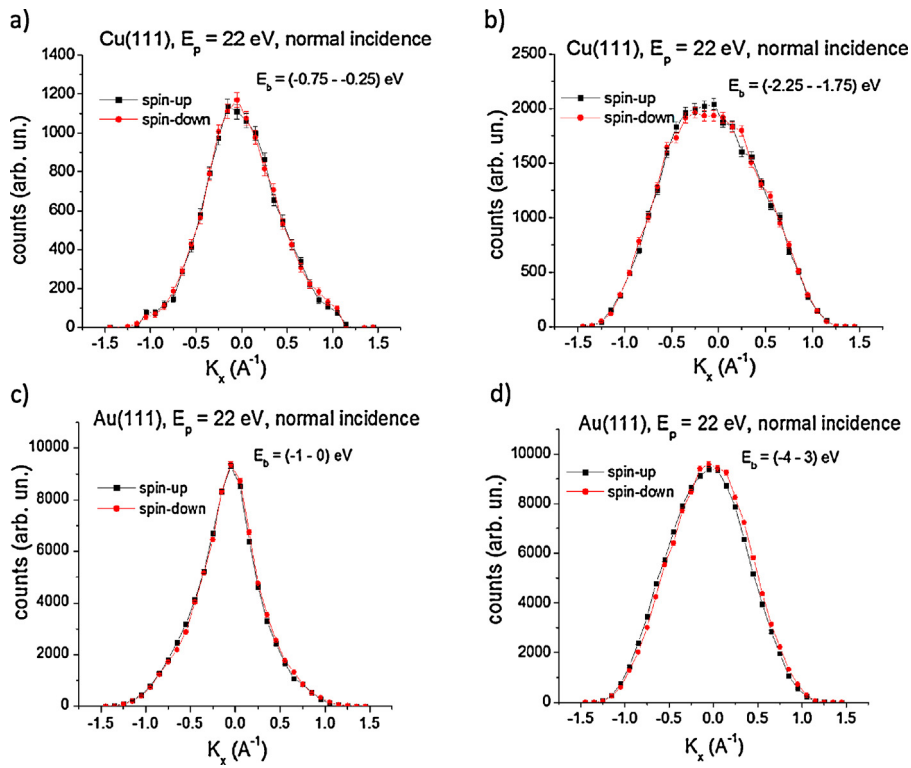 a)
Cu(111), E_p = 22 eV, normal incidence
E_b = (-0.75 - -0.25) eV
spin-up
spin-down
counts (arb. un.)
1400
1200
1000
800
600
400
200
0
-1.5 -1.0 -0.5 0.0 0.5 1.0 1.5
K_x (A^-1)
b)
Cu(111), E_p = 22 eV, normal incidence
E_b = (-2.25 - -1.75) eV
spin-up
spin-down
counts (arb. un.)
2500
2000
1500
1000
500
0
-1.5 -1.0 -0.5 0.0 0.5 1.0 1.5
K_x (A^-1)
c)
Au(111), E_p = 22 eV, normal incidence
E_b = (-1 - 0) eV
spin-up
spin-down
counts (arb. un.)
10000
8000
6000
4000
2000
0
-1.5 -1.0 -0.5 0.0 0.5 1.0 1.5
K_x (A^-1)
d)
Au(111), E_p = 22 eV, normal incidence
E_b = (-4 - 3) eV
spin-up
spin-down
counts (arb. un.)
10000
8000
6000
4000
2000
0
-1.5 -1.0 -0.5 0.0 0.5 1.0 1.5
K_x (A^-1)